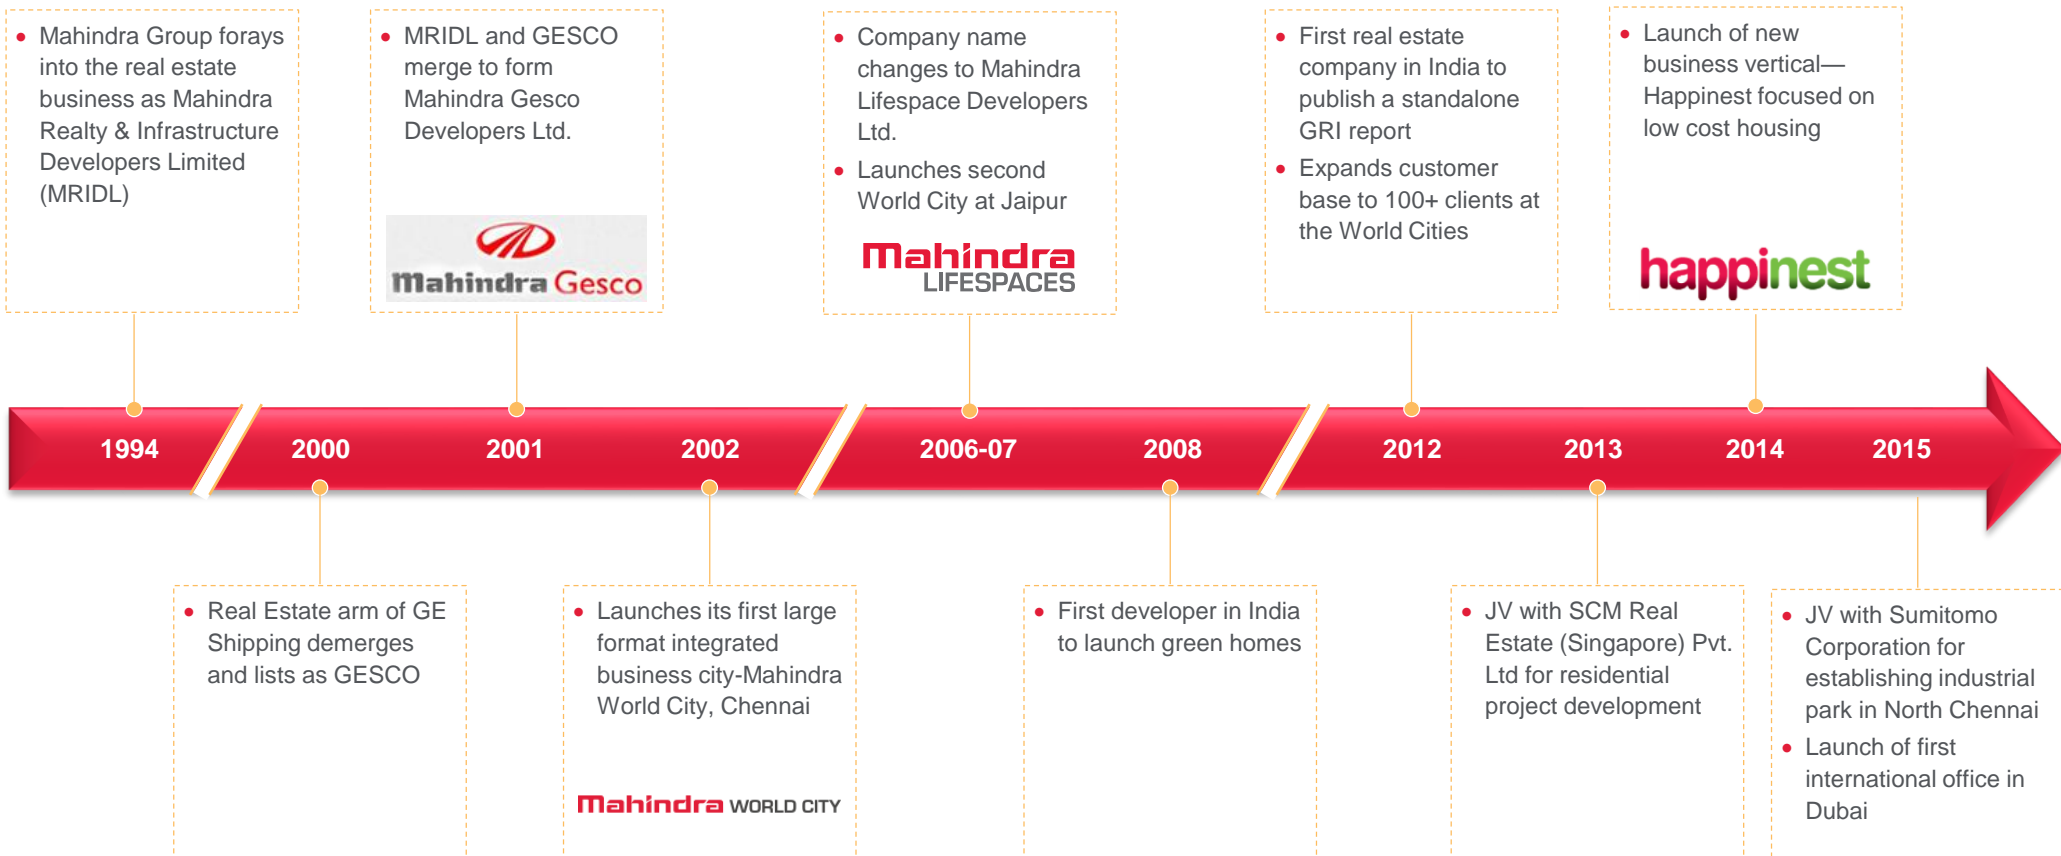 • Mahindra Group forays
into the real estate
business as Mahindra
Realty & Infrastructure
Developers Limited
(MRIDL)
• MRIDL and GESCO
merge to form
Mahindra Gesco
Developers Ltd.
Mahindra Gesco
• Company name
changes to Mahindra
Lifespace Developers
Ltd.
• Launches second
World City at Jaipur
Mahindra
LIFESPACES
• First real estate
company in India to
publish a standalone
GRI report
• Expands customer
base to 100+ clients at
the World Cities
• Launch of new
business vertical—
Happinest focused on
low cost housing
happinest
1994
2000
2001
2002
2006-07
2008
2012
2013
2014
2015
• Real Estate arm of GE
Shipping demerges
and lists as GESCO
• Launches its first large
format integrated
business city-Mahindra
World City, Chennai
Mahindra WORLD CITY
• First developer in India
to launch green homes
• JV with SCM Real
Estate (Singapore) Pvt.
Ltd for residential
project development
• JV with Sumitomo
Corporation for
establishing industrial
park in North Chennai
• Launch of first
international office in
Dubai